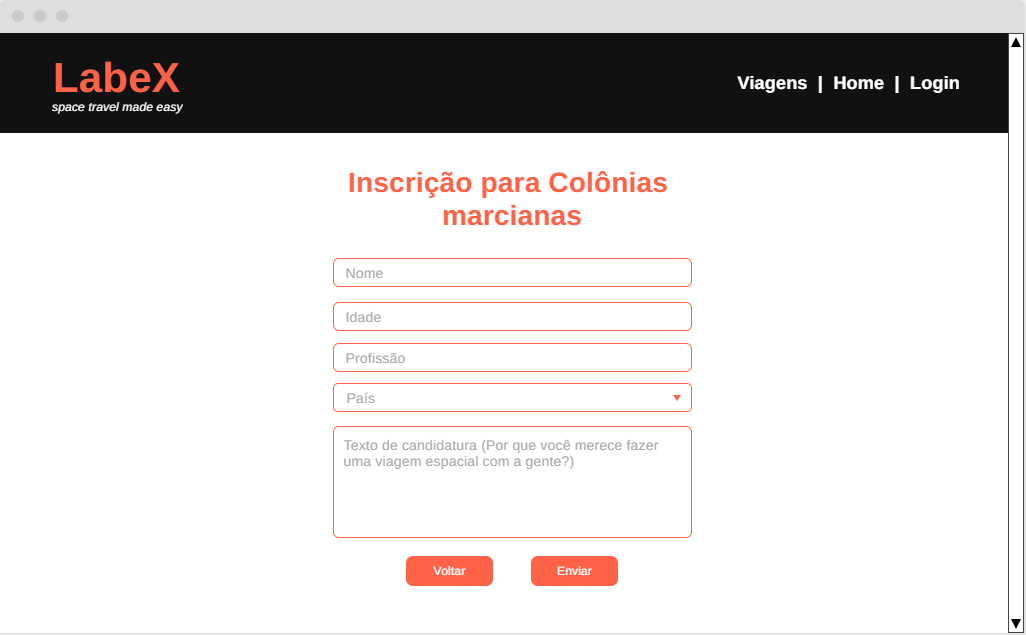 LabeX
space travel made easy
Viagens | Home | Login
Inscrição para Colônias
marcianas
Nome
Idade
Profissão
País
Texto de candidatura (Por que você merece fazer
uma viagem espacial com a gente?)
Voltar
Enviar